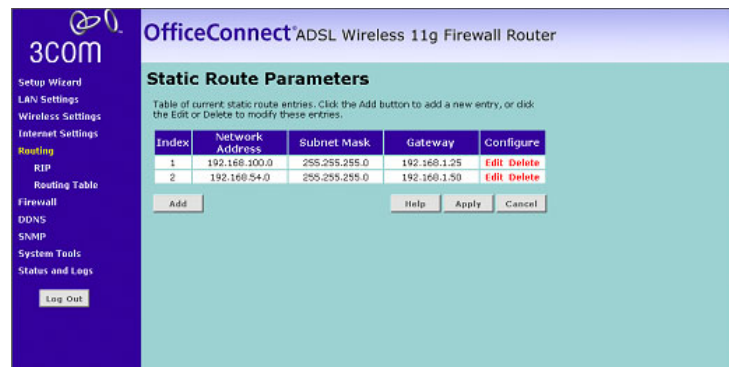 3COM
OfficeConnect® ADSL Wireless 11g Firewall Router
Setup Wizard
LAN Settings
Wireless Settings
Internet Settings
Routing
RIP
Routing Table
Firewall
DDNS
SNMP
System Tools
Status and Logs
Log Out
Static Route Parameters
Table of current static route entries. Click the Add button to add a new entry, or click
the Edit or Delete to modify these entries.
Index Network Address Subnet Mask Gateway Configure
1 192.168.100.0 255.255.255.0 192.168.1.25 Edit Delete
2 192.168.54.0 255.255.255.0 192.168.1.50 Edit Delete
Add Help Apply Cancel